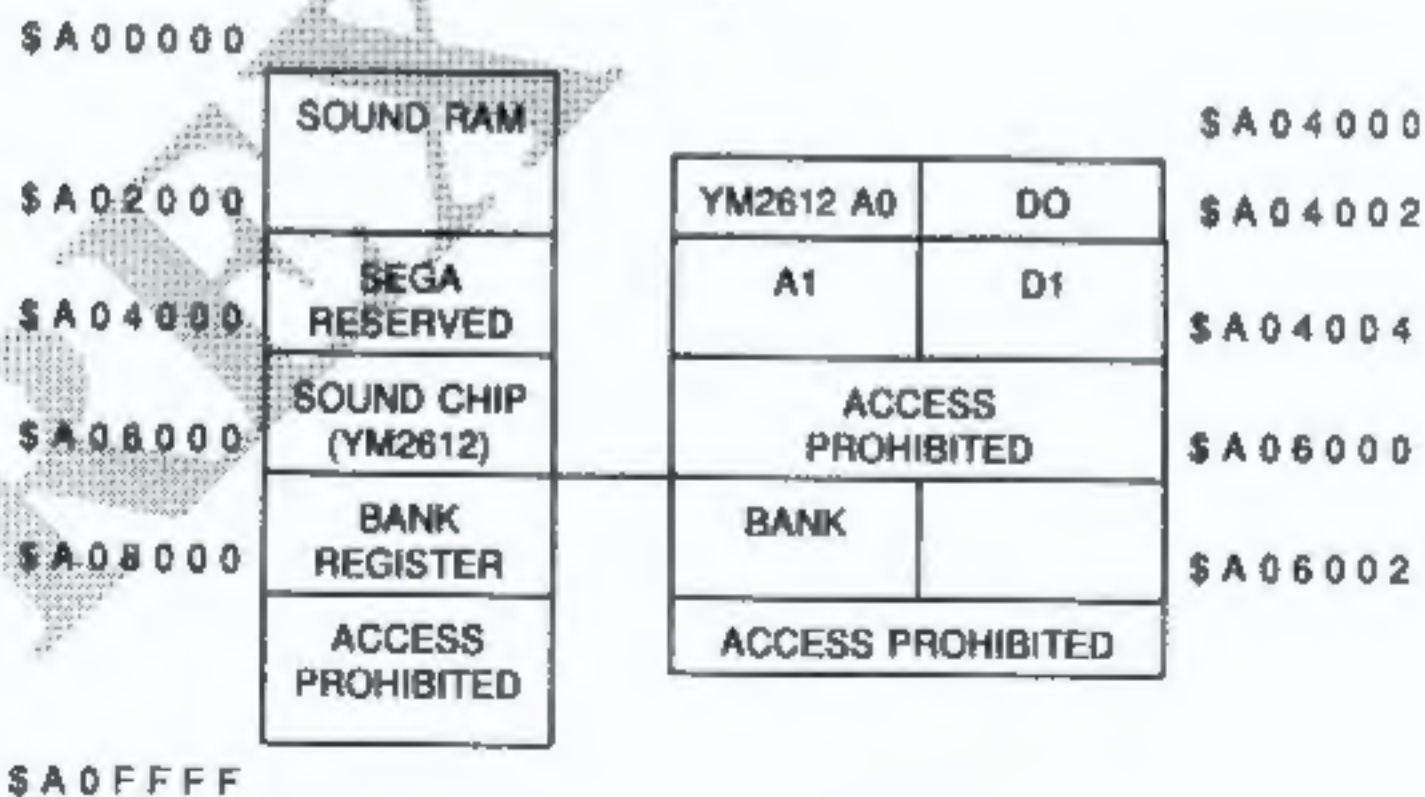 $A00000
SOUND RAM
$A02000
SEGA
RESERVED
$A04000
SOUND CHIP
(YM2612)
$A06000
BANK
REGISTER
$A08000
ACCESS
PROHIBITED
$A0FFFF
$A04000
YM2612 A0
DO
$A04002
A1
D1
$A04004
ACCESS
PROHIBITED
$A06000
BANK
$A06002
ACCESS PROHIBITED